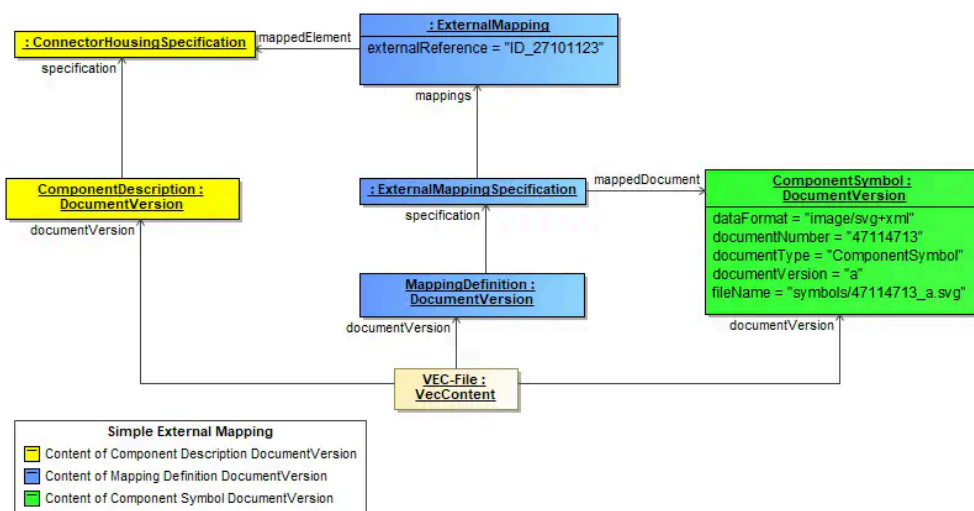 : ExternalMapping
externalReference = "ID_27101123"
mappedElement
: ConnectorHousingSpecification
specification
mappings
ComponentDescription :
DocumentVersion
documentVersion
: ExternalMappingSpecification
specification
mappedDocument
ComponentSymbol :
DocumentVersion
dataFormat = "image/svg+xml"
documentNumber = "47114713"
documentType = "ComponentSymbol"
documentVersion = "a"
fileName = "symbols/47114713_a.svg"
documentVersion
MappingDefinition :
DocumentVersion
documentVersion
VEC-File :
VecContent
Simple External Mapping
Content of Component Description DocumentVersion
Content of Mapping Definition DocumentVersion
Content of Component Symbol DocumentVersion